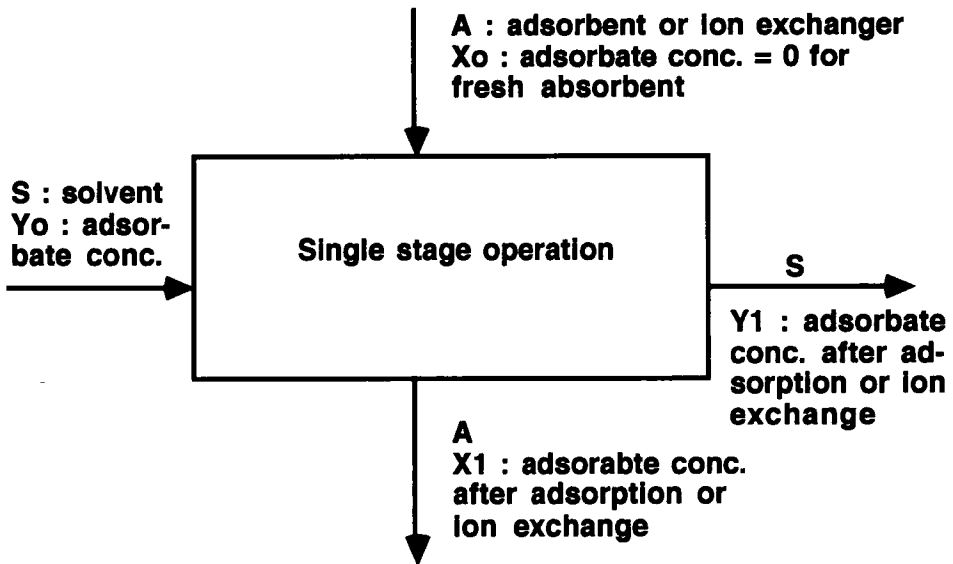 A : adsorbent or ion exchanger
Xo : adsorbate conc. = 0 for
fresh absorbent
S : solvent
Yo : adsor-
bate conc.
Single stage operation
S
Y1 : adsorbate
conc. after ad-
sorption or ion
exchange
A
X1 : adsorabte conc.
after adsorption or
ion exchange